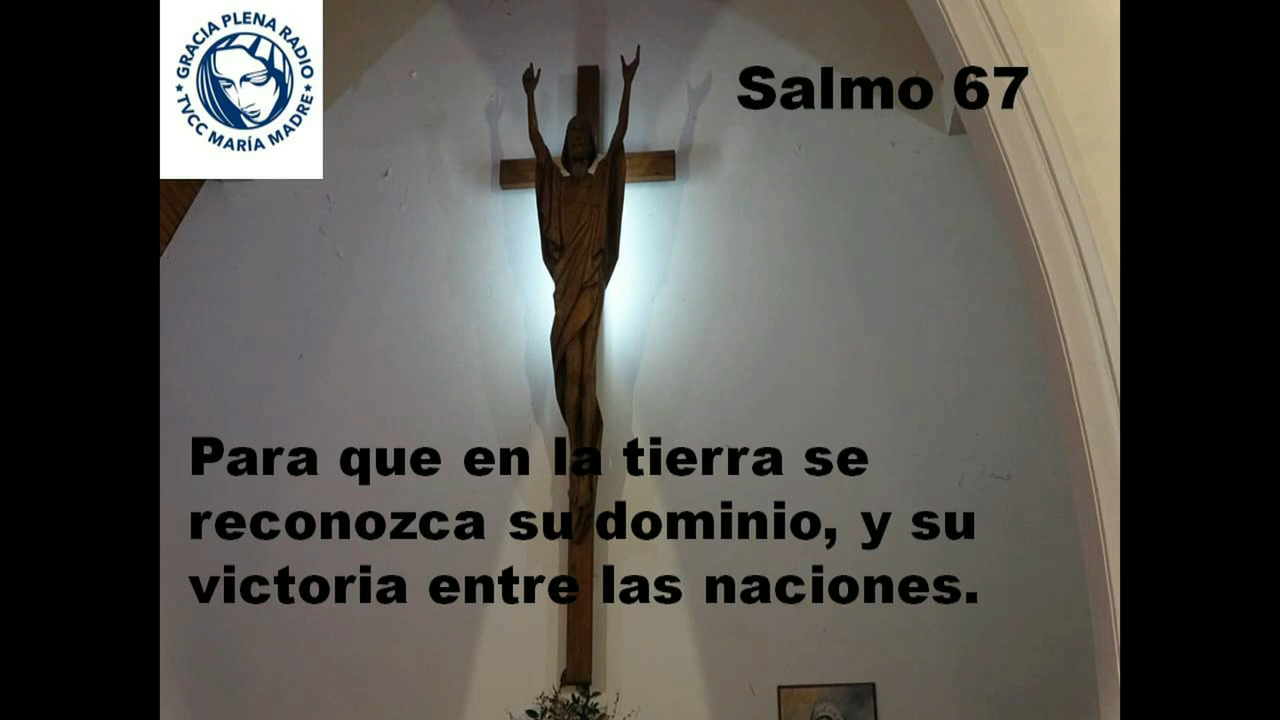 GRACIA PLENA RADIO
TVCC MARÍA MADRE
Salmo 67
Para que en la tierra se
reconozca su dominio, y su
victoria entre las naciones.